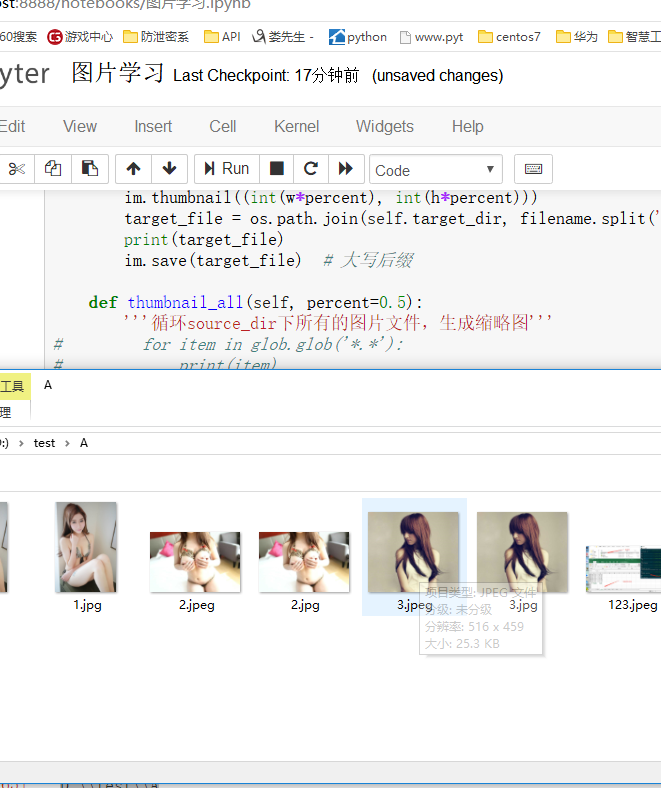 ost:8888/notebooks/图片学习.ipynb
60搜索 游戏中心 防泄密系 API 娄先生 - python www.pyt centos7 华为 智慧工
yter 图片学习 Last Checkpoint: 17分钟前 (unsaved changes)
Edit View Insert Cell Kernel Widgets Help
Run Code
im.thumbnail((int(w*percent), int(h*percent)))
target_file = os.path.join(self.target_dir, filename.split('
print(target_file)
im.save(target_file) # 大写后缀
def thumbnail_all(self, percent=0.5):
'''循环source_dir下所有的图片文件，生成缩略图'''
# for item in glob.glob('*.*'):
# print(item)
工具 A
理
:) › test › A
1.jpg 2.jpeg 2.jpg 3.jpeg 3.jpg 123.jpeg
项目类型: JPEG 文件
分级: 未分级
分辨率: 516 x 459
大小: 25.3 KB